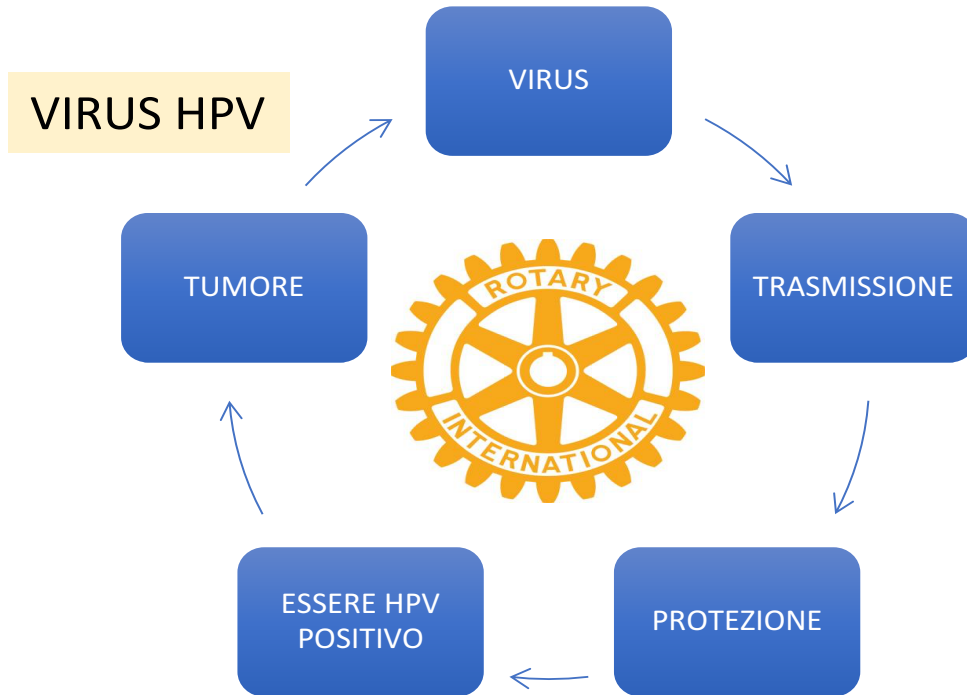 VIRUS HPV
VIRUS
TRASMISSIONE
PROTEZIONE
ESSERE HPV
POSITIVO
TUMORE
ROTARY
INTERNATIONAL